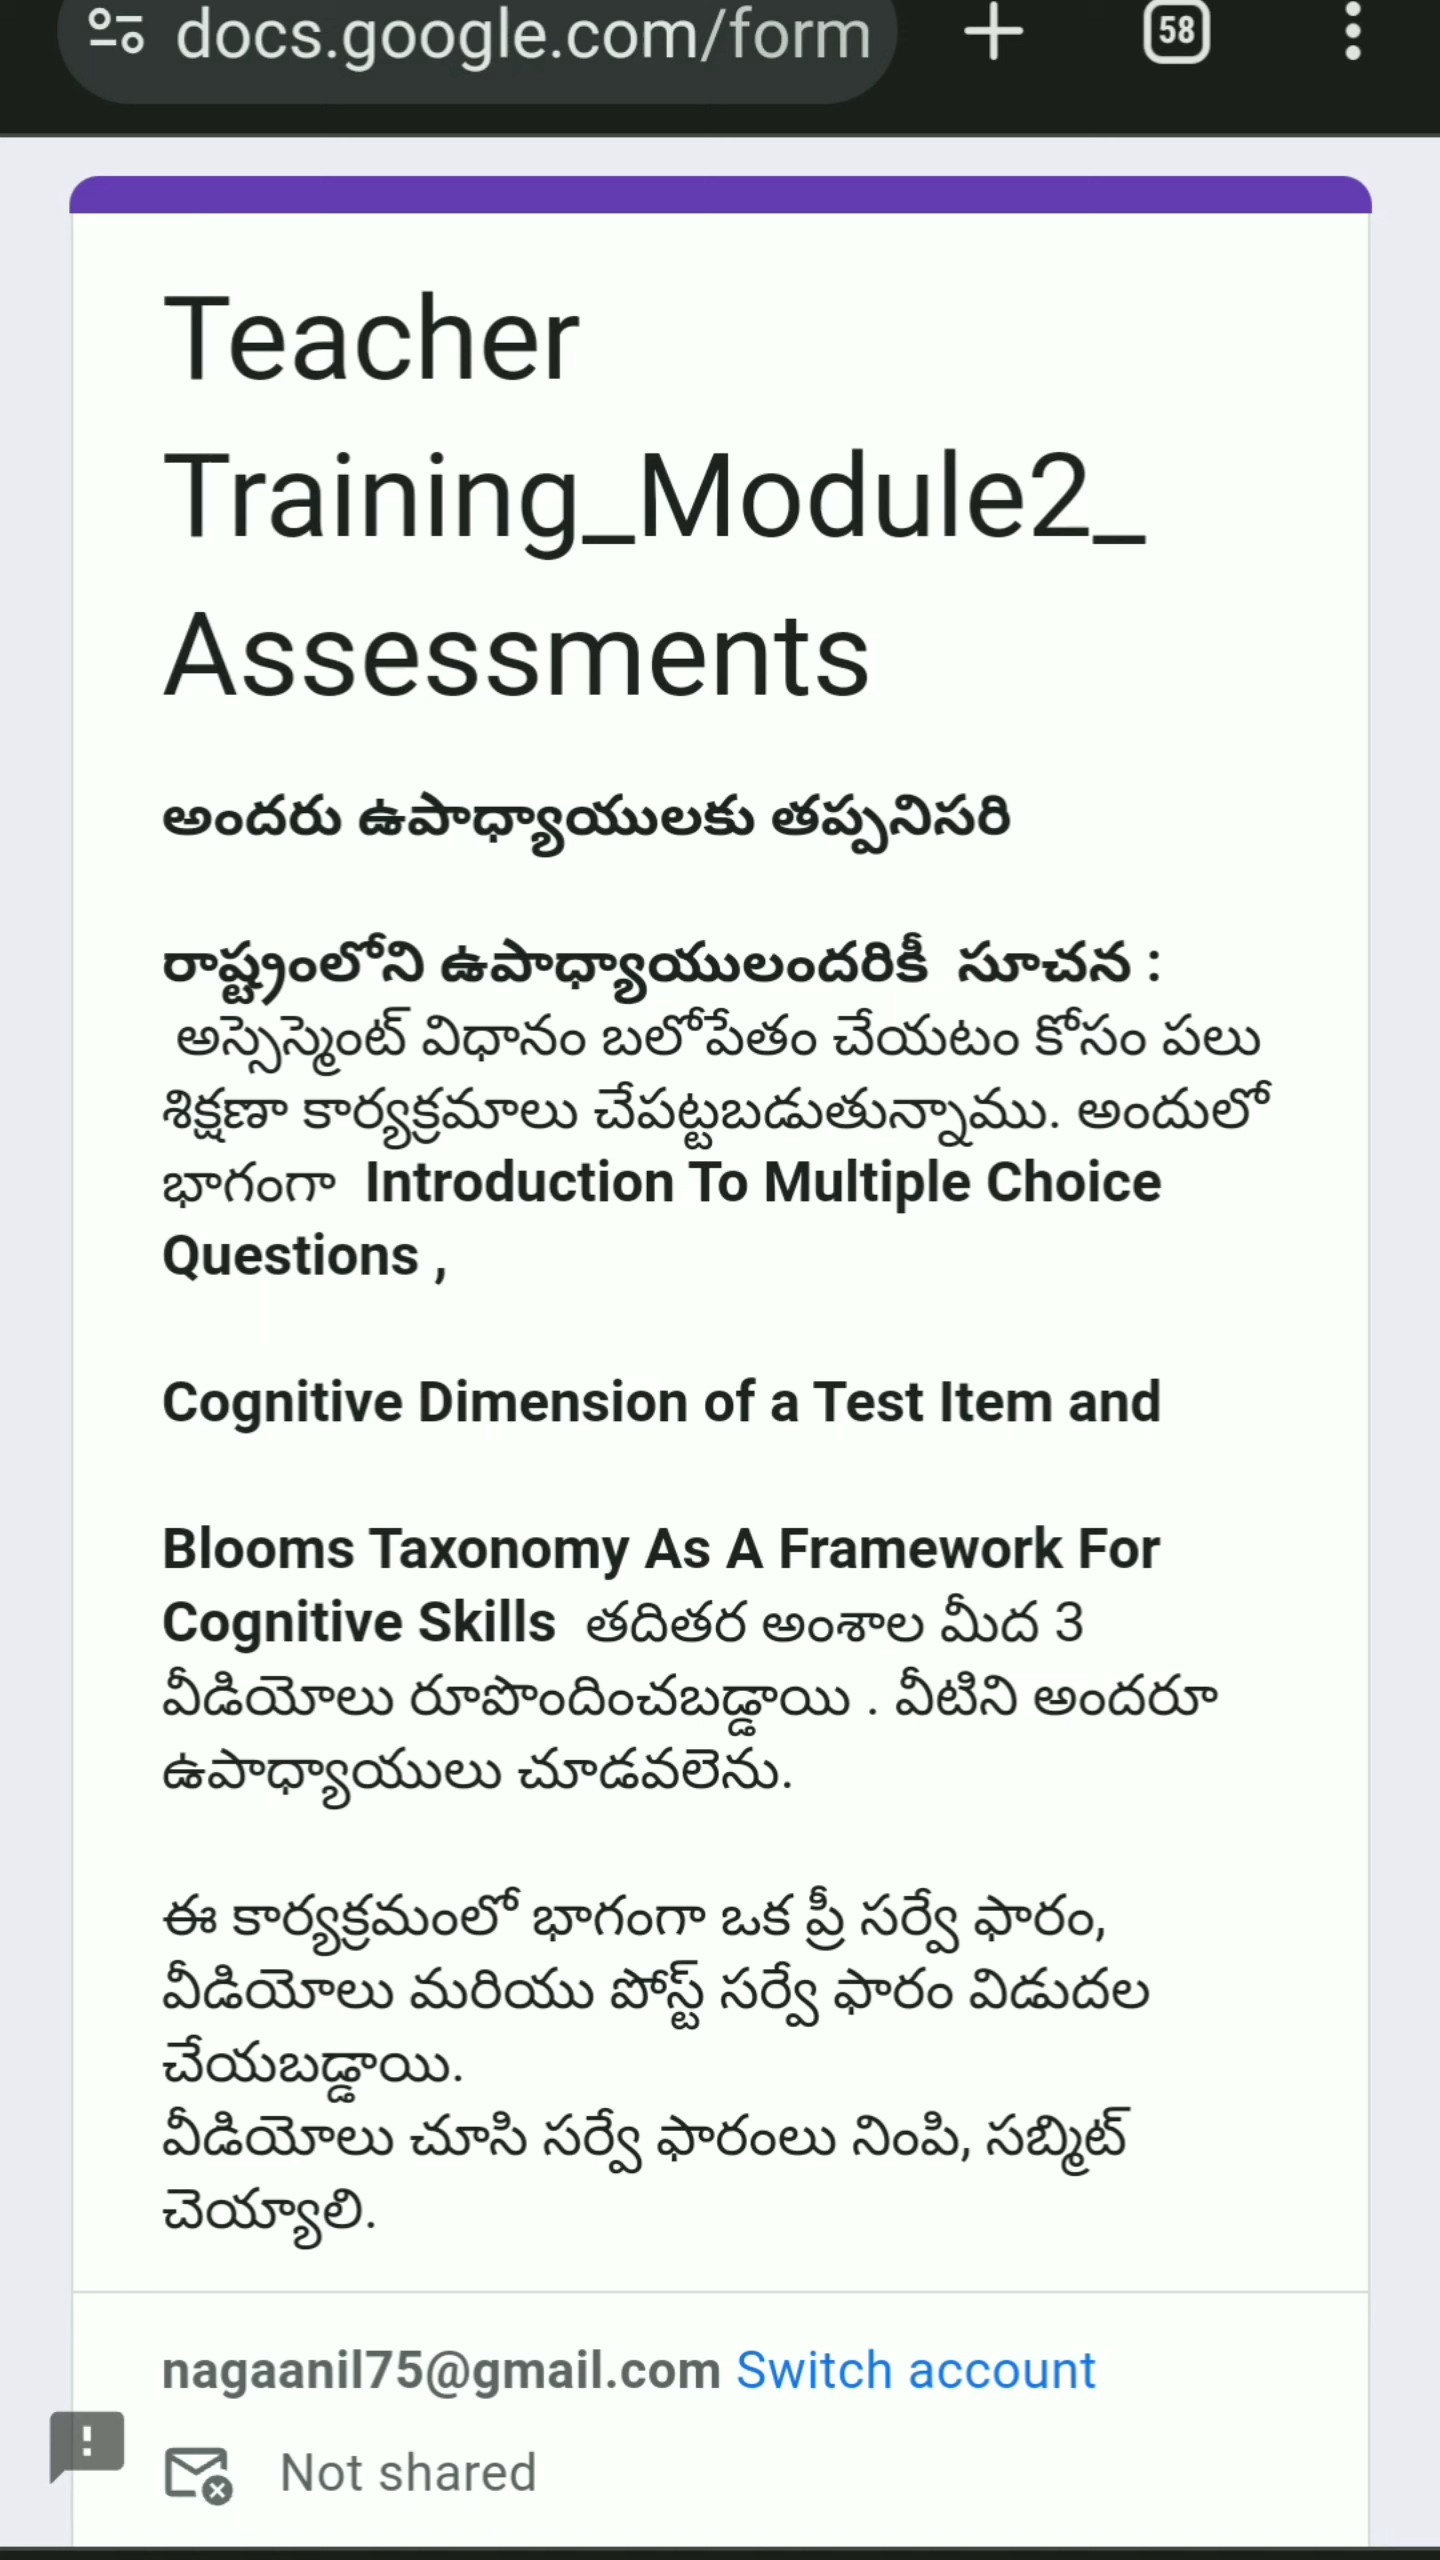 docs.google.com/form
58
Teacher
Training_Module2_
Assessments
అందరు ఉపాధ్యాయులకు తప్పనిసరి
రాష్ట్రంలోని ఉపాధ్యాయులందరికీ  సూచన :
అస్సెస్మెంట్ విధానం బలోపేతం చేయటం కోసం పలు
శిక్షణా కార్యక్రమాలు చేపట్టబడుతున్నాము. అందులో
భాగంగా  Introduction To Multiple Choice
Questions ,
Cognitive Dimension of a Test Item and
Blooms Taxonomy As A Framework For
Cognitive Skills  తదితర అంశాల మీద 3
వీడియోలు రూపొందించబడ్డాయి . వీటిని అందరూ
ఉపాధ్యాయులు చూడవలెను.
ఈ కార్యక్రమంలో భాగంగా ఒక ప్రీ సర్వే ఫారం,
వీడియోలు మరియు పోస్ట్ సర్వే ఫారం విడుదల
చేయబడ్డాయి.
వీడియోలు చూసి సర్వే ఫారంలు నింపి, సబ్మిట్
చెయ్యాలి.
nagaanil75@gmail.com Switch account
Not shared